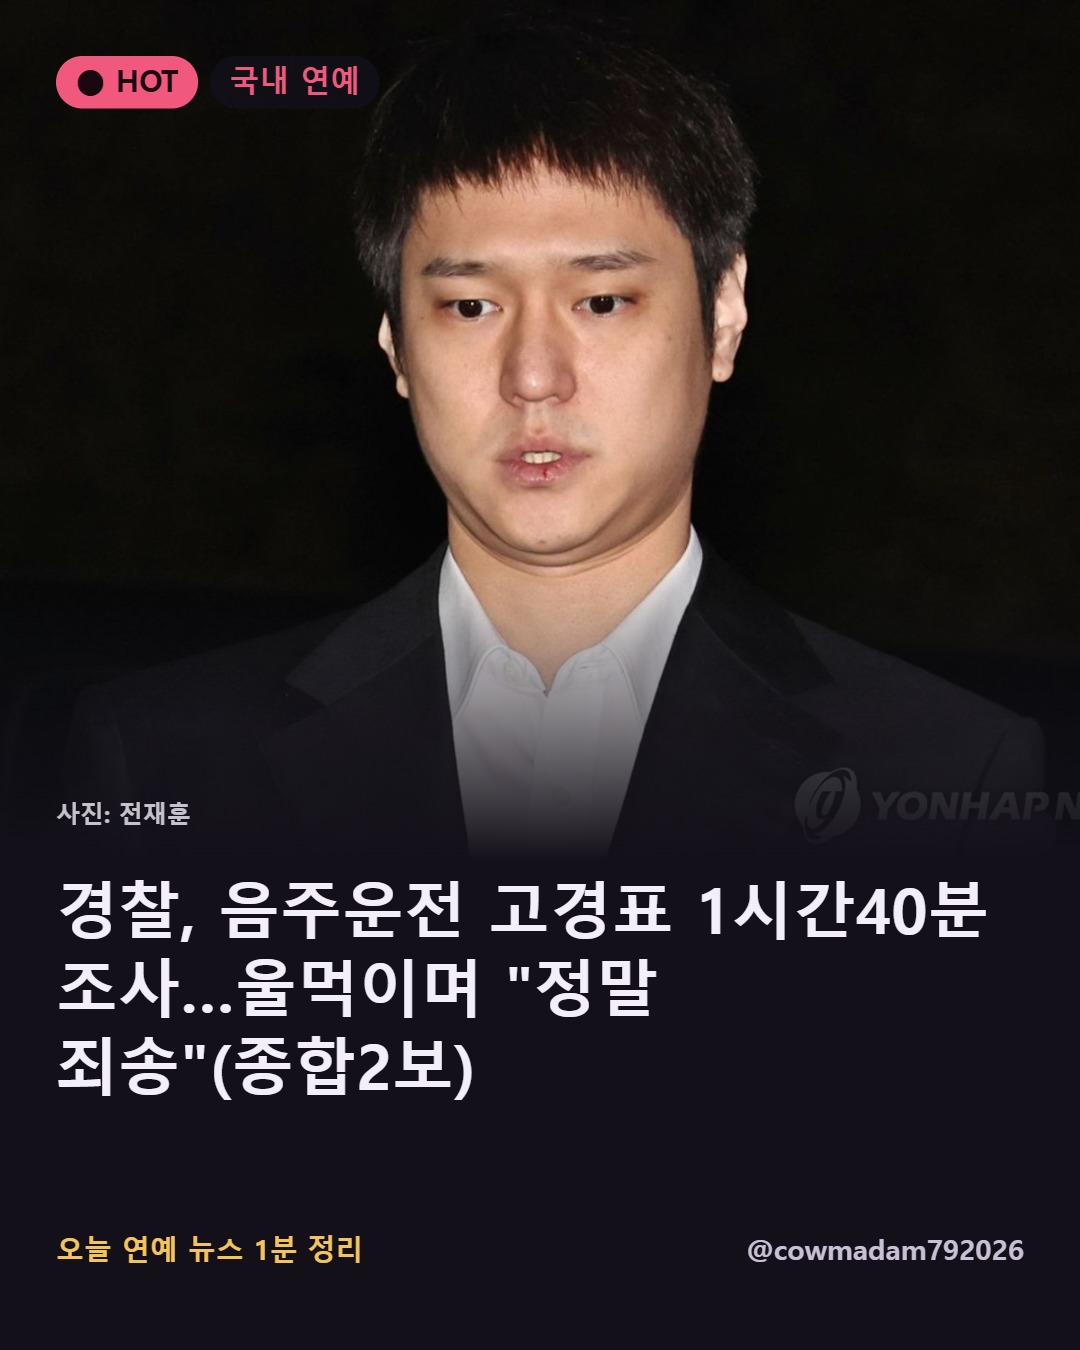 HOT 국내 연예
YONHAP N
사진: 전재훈
경찰, 음주운전 고경표 1시간40분
조사...울먹이며 "정말
죄송"(종합2보)
오늘 연예 뉴스 1분 정리
@cowmadam792026